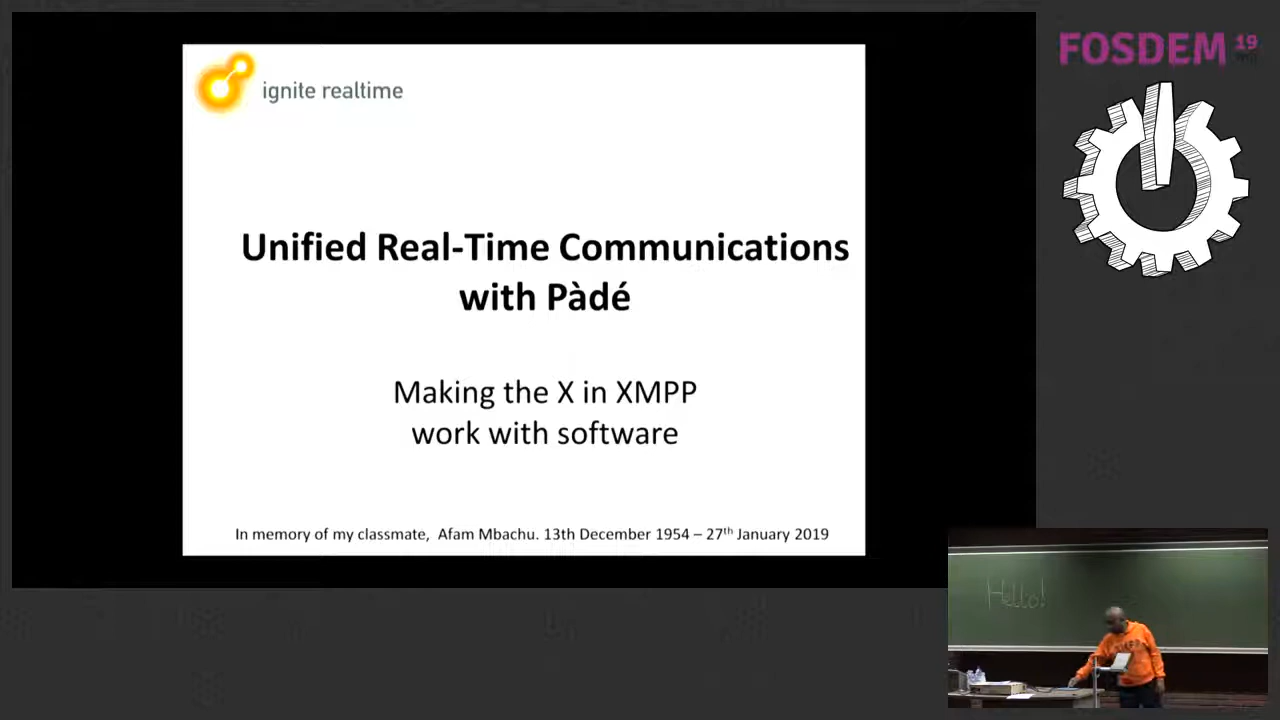 ignite realtime
FOSDEM 19
Unified Real-Time Communications
with Pàdé
Making the X in XMPP
work with software
In memory of my classmate, Afam Mbachu. 13th December 1954 – 27th January 2019
Hello!